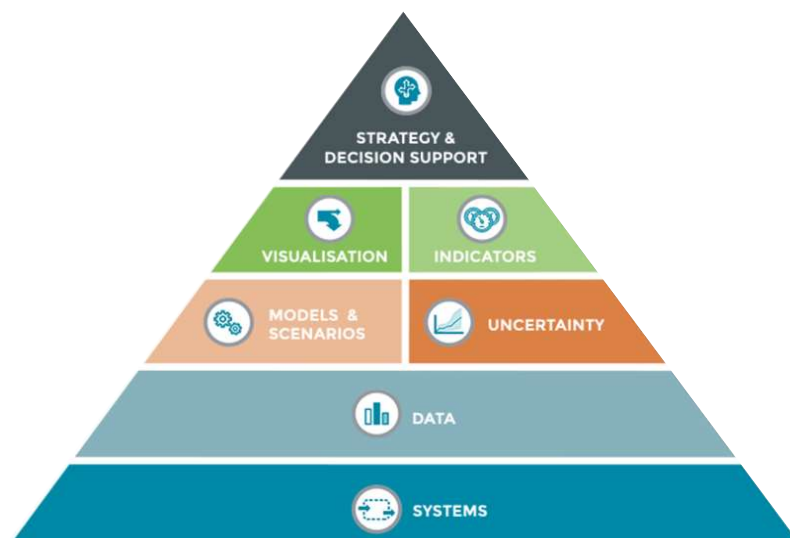 STRATEGY &
DECISION SUPPORT
VISUALISATION
INDICATORS
MODELS &
SCENARIOS
UNCERTAINTY
DATA
SYSTEMS